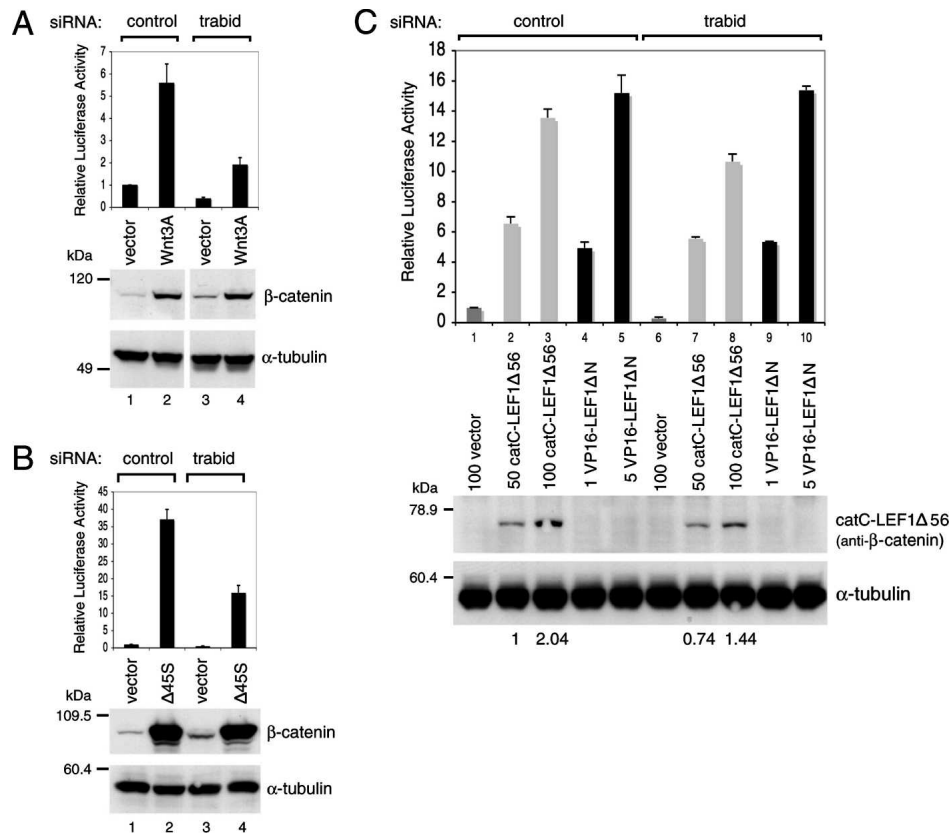 A
siRNA: control trabid
Relative Luciferase Activity
7
6
5
4
3
2
1
0
vector Wnt3A vector Wnt3A
kDa
120
β-catenin
49
α-tubulin
1 2 3 4
B
siRNA: control trabid
Relative Luciferase Activity
45
40
35
30
25
20
15
10
5
0
vector Δ45S vector Δ45S
kDa
109.5
β-catenin
60.4
α-tubulin
1 2 3 4
C
siRNA: control trabid
Relative Luciferase Activity
18
16
14
12
10
8
6
4
2
0
1 2 3 4 5 6 7 8 9 10
100 vector
50 catC-LEF1Δ56
100 catC-LEF1Δ56
1 VP16-LEF1ΔN
5 VP16-LEF1ΔN
100 vector
50 catC-LEF1Δ56
100 catC-LEF1Δ56
1 VP16-LEF1ΔN
5 VP16-LEF1ΔN
kDa
78.9
catC-LEF1Δ56
(anti-β-catenin)
60.4
α-tubulin
1 2.04 0.74 1.44